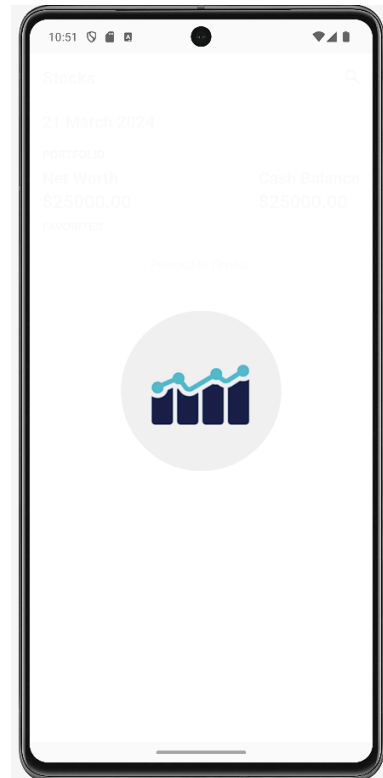 10:51
Stocks
21 March 2024
PORTFOLIO
Net Worth Cash Balance
$25000.00 $25000.00
FAVORITES